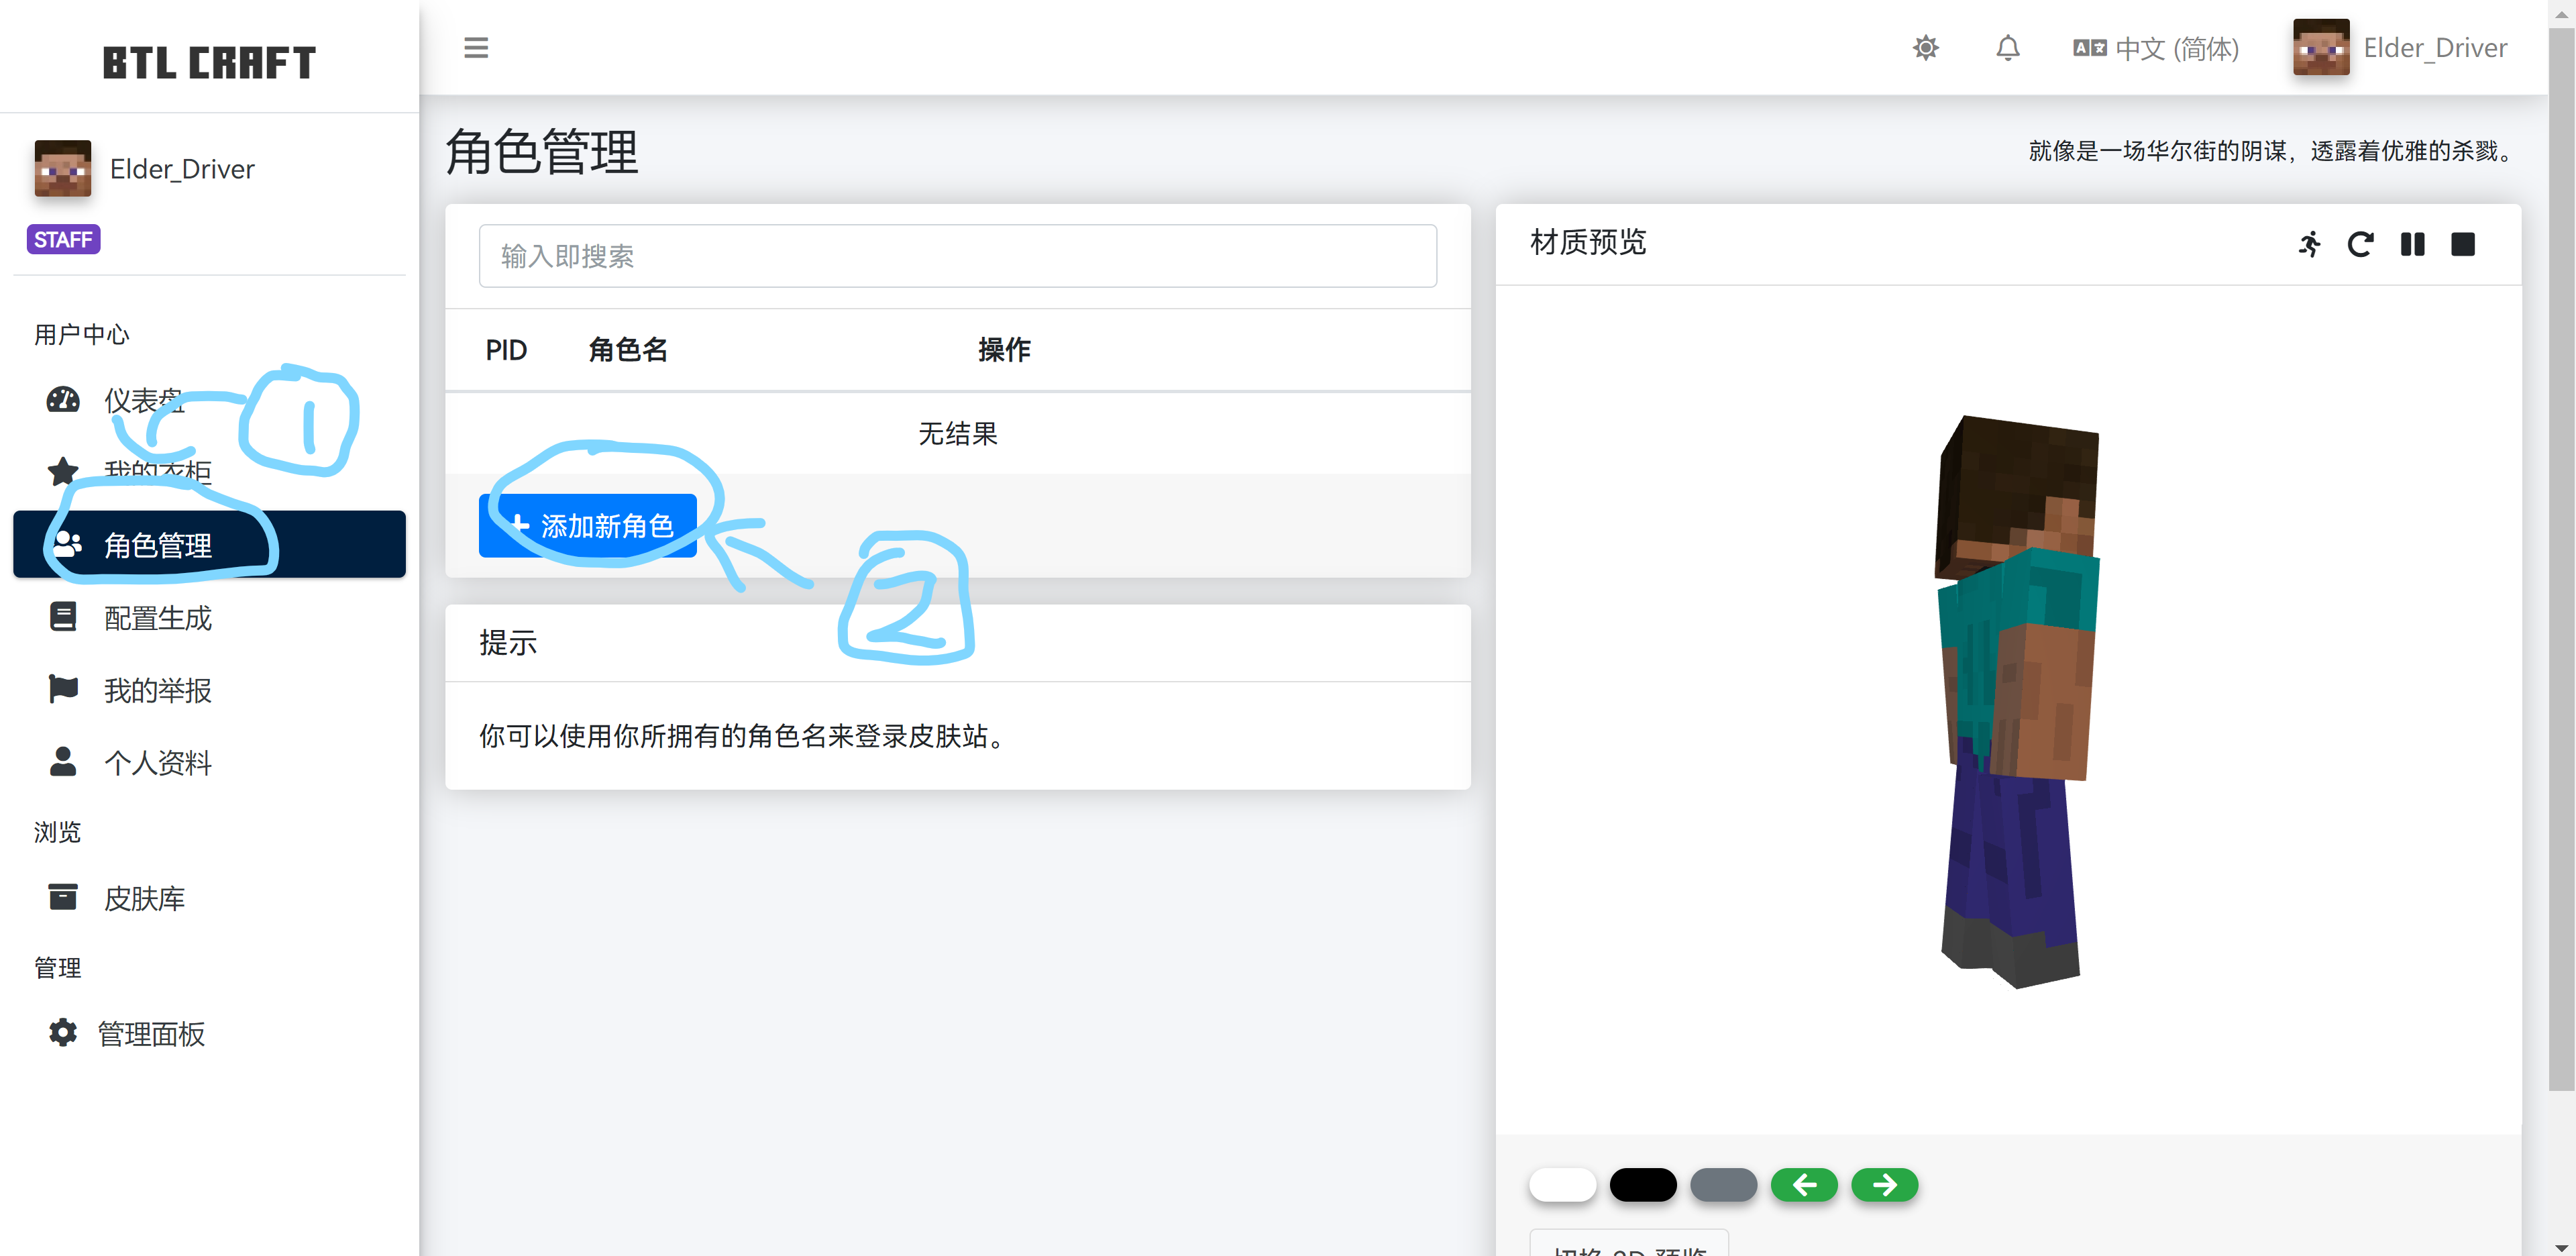 BTL CRAFT
中文 (简体)
Elder_Driver
Elder_Driver
STAFF
用户中心
仪表盘
我的衣柜
角色管理
配置生成
我的举报
个人资料
浏览
皮肤库
管理
管理面板
1
角色管理
就像是一场华尔街的阴谋，透露着优雅的杀戮。
输入即搜索
PID 角色名 操作
无结果
添加新角色
2
提示
你可以使用你所拥有的角色名来登录皮肤站。
材质预览
切换 2D 预览